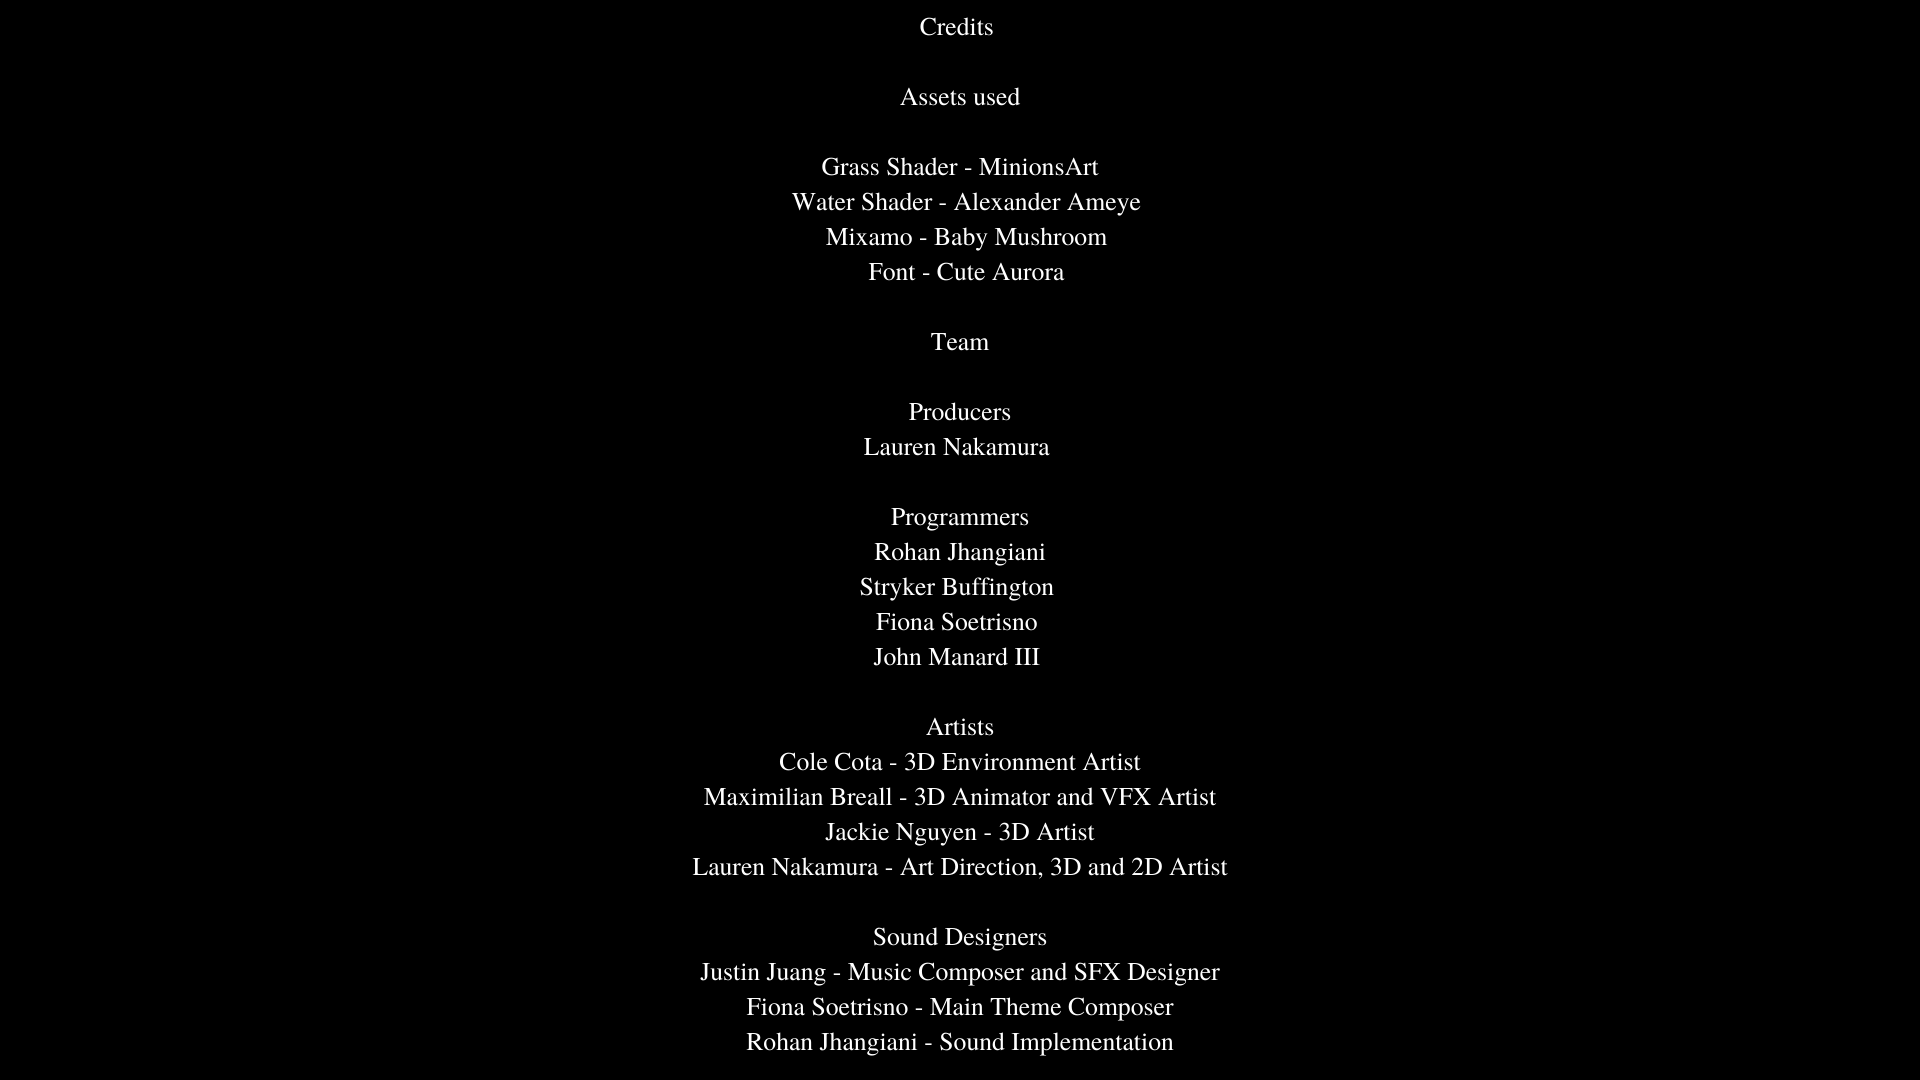 Credits
Assets used
Grass Shader - MinionsArt
Water Shader - Alexander Ameye
Mixamo - Baby Mushroom
Font - Cute Aurora
Team
Producers
Lauren Nakamura
Programmers
Rohan Jhangiani
Stryker Buffington
Fiona Soetrisno
John Manard III
Artists
Cole Cota - 3D Environment Artist
Maximilian Breall - 3D Animator and VFX Artist
Jackie Nguyen - 3D Artist
Lauren Nakamura - Art Direction, 3D and 2D Artist
Sound Designers
Justin Juang - Music Composer and SFX Designer
Fiona Soetrisno - Main Theme Composer
Rohan Jhangiani - Sound Implementation